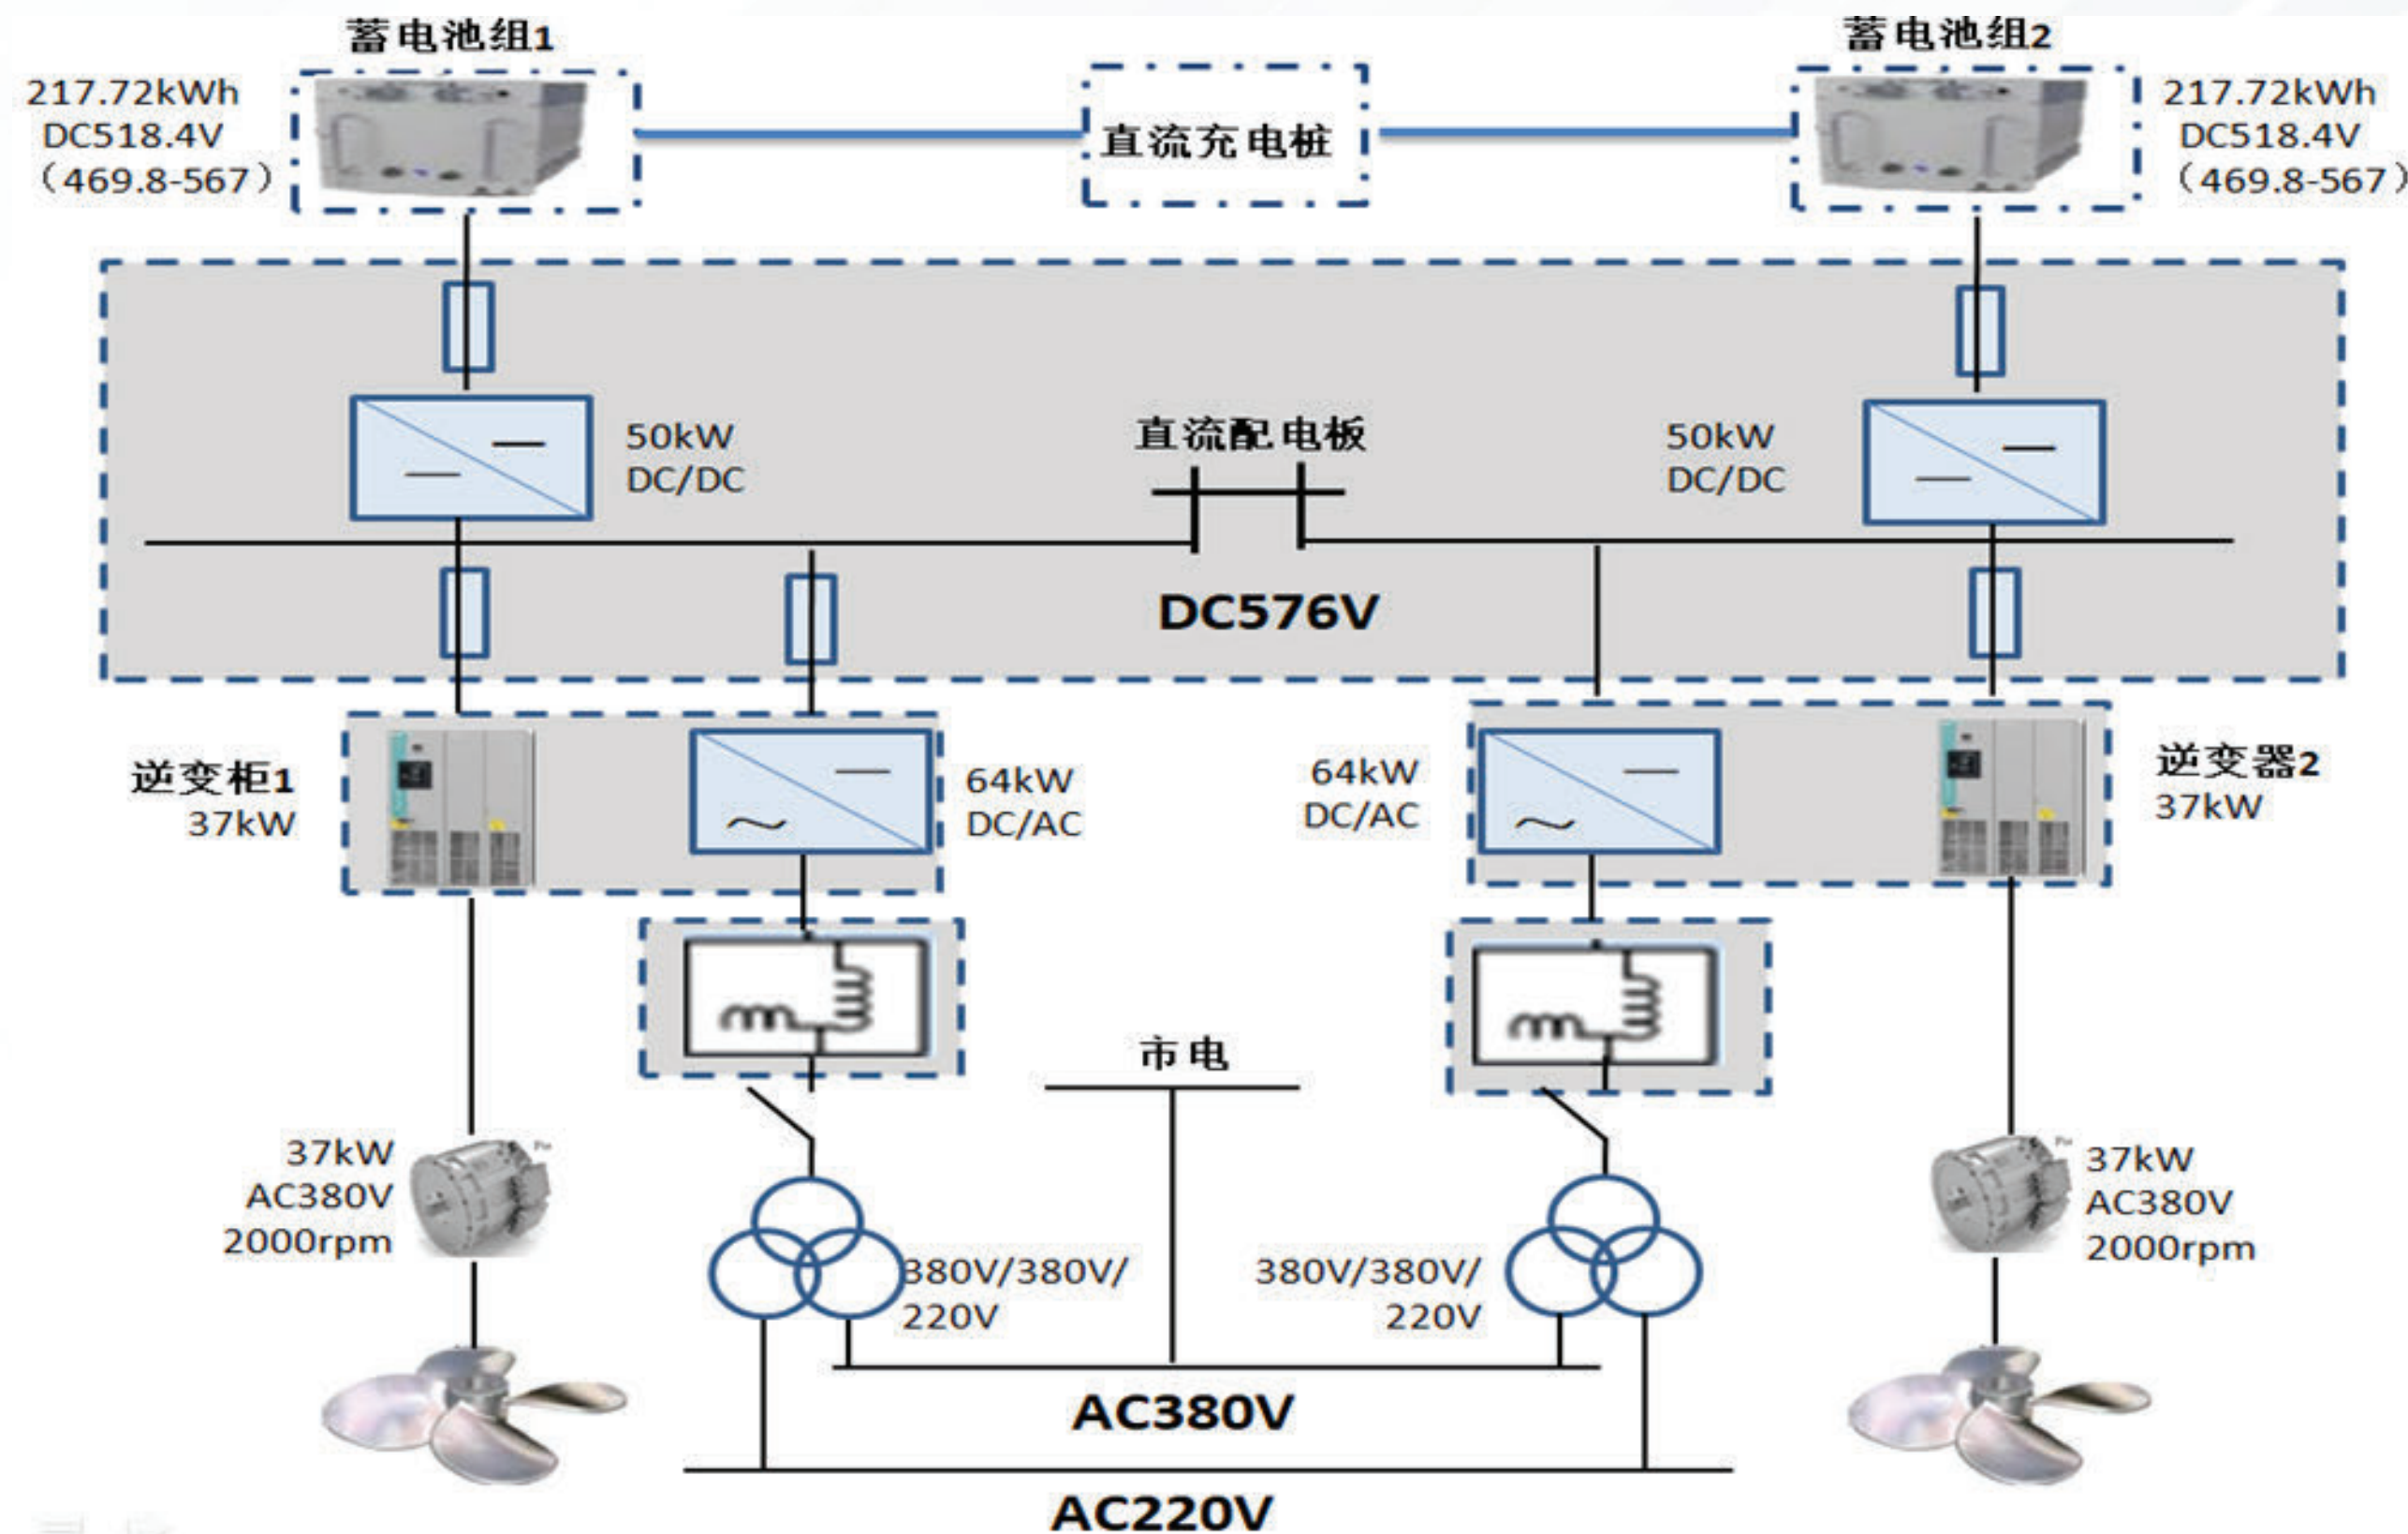 蓄电池组1
蓄电池组2
217.72kWh
DC518.4V
（469.8-567）
直流充电桩
217.72kWh
DC518.4V
（469.8-567）
50kW
DC/DC
直流配电板
50kW
DC/DC
DC576V
逆变柜1
37kW
64kW
DC/AC
64kW
DC/AC
逆变器2
37kW
市电
37kW
AC380V
2000rpm
380V/380V/
220V
380V/380V/
220V
37kW
AC380V
2000rpm
AC380V
AC220V